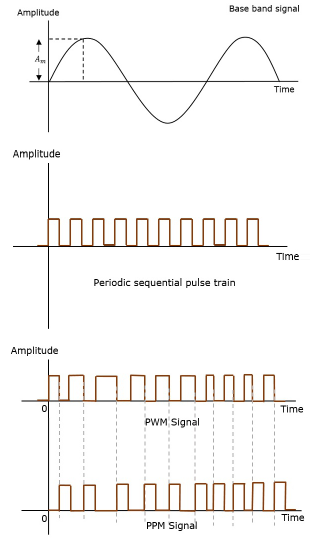 Amplitude
Base band signal
Am
Time
Amplitude
Time
Periodic sequential pulse train
Amplitude
0
Time
PWM Signal
0
Time
PPM Signal